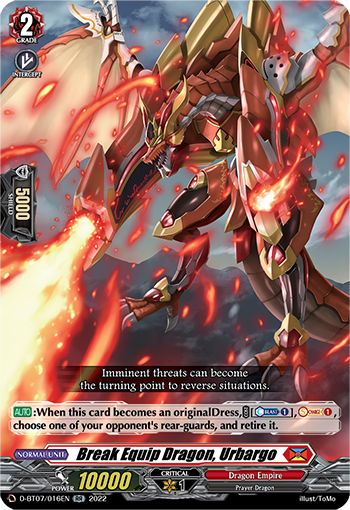 2
GRADE
INTERCEPT
5000
SHIELD
Imminent threats can become
the turning point to reverse situations.
AUTO:When this card becomes an originalDress, BLAST 1 SOUL 1,
choose one of your opponent's rear-guards, and retire it.
NORMAL UNIT Break Equip Dragon, Urbargo
POWER 10000 CRITICAL 1 Dragon Empire
Prayer Dragon
D-BT07/016EN RR 2022 illust/ToMo